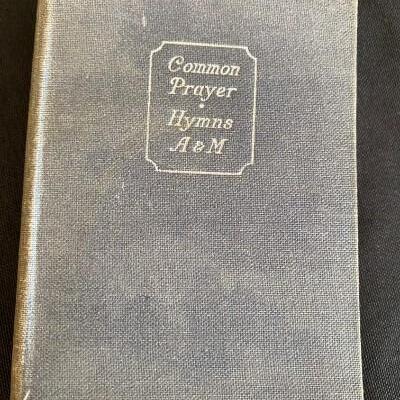 Common
Prayer
•
Hymns
A & M